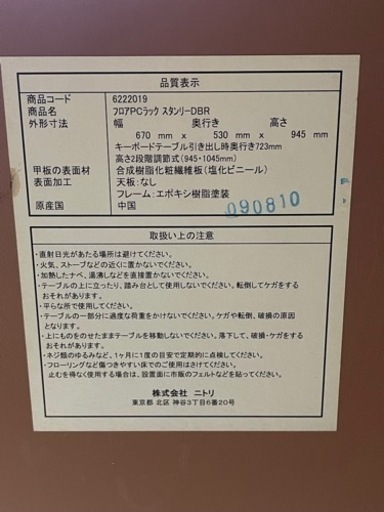 品質表示
商品コード 6222019
商品名 フロアPCラック スタンリーDBR
外形寸法 幅 奥行き 高さ
670 mm x 530 mm x 945 mm
キーボードテーブル引き出し時奥行き723mm
高さ2段階調節式(945・1045mm)
甲板の表面材 合成樹脂化粧繊維板(塩化ビニール)
表面加工 天板:なし
フレーム:エポキシ樹脂塗装
原産国 中国
090810
取扱い上の注意
・直射日光があたる場所は避けてください。
・火気、ストーブなどの近くに置かないでください。
・加熱したナベ、湯沸しなどを直接置かないでください。
・テーブルの上に立ったり、踏み台として使用しないでください。転倒してケガをする
おそれがあります。
・平らな所で使用してください。
・テーブルの一部分に過度な荷重をかけないでください。ケガや転倒、破損の原因
となります。
・上にものをのせたままテーブルを移動しないでください。落下して、破損・ケガをする
おそれがあります。
・ネジ類のゆるみなど、1ヶ月に1度の目安で定期的に点検してください。
・フローリングなど傷つきやすい床でのご使用はさけてください。
止むを得なく使用する場合は、設置面に市販のフェルトなどを貼ってください。
株式会社 ニトリ
東京都 北区 神谷3丁目6番20号